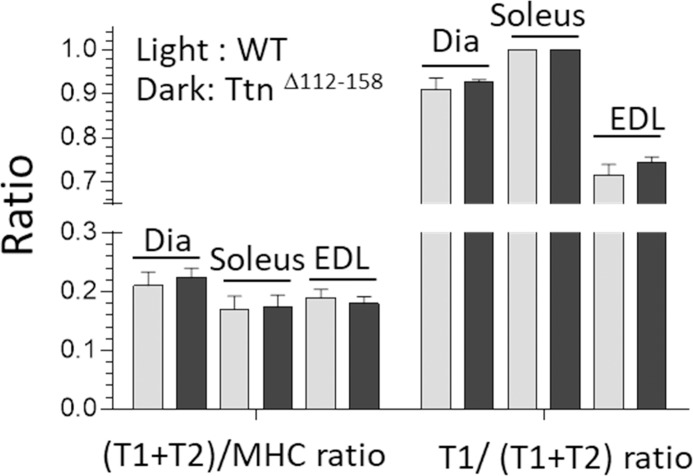 Ratio
1.0
0.9
0.8
0.7
0.3
0.2
0.1
0.0
Light : WT
Dark: Ttn Δ112-158
Dia
Soleus
EDL
Dia
Soleus
EDL
(T1+T2)/MHC ratio
T1/ (T1+T2) ratio